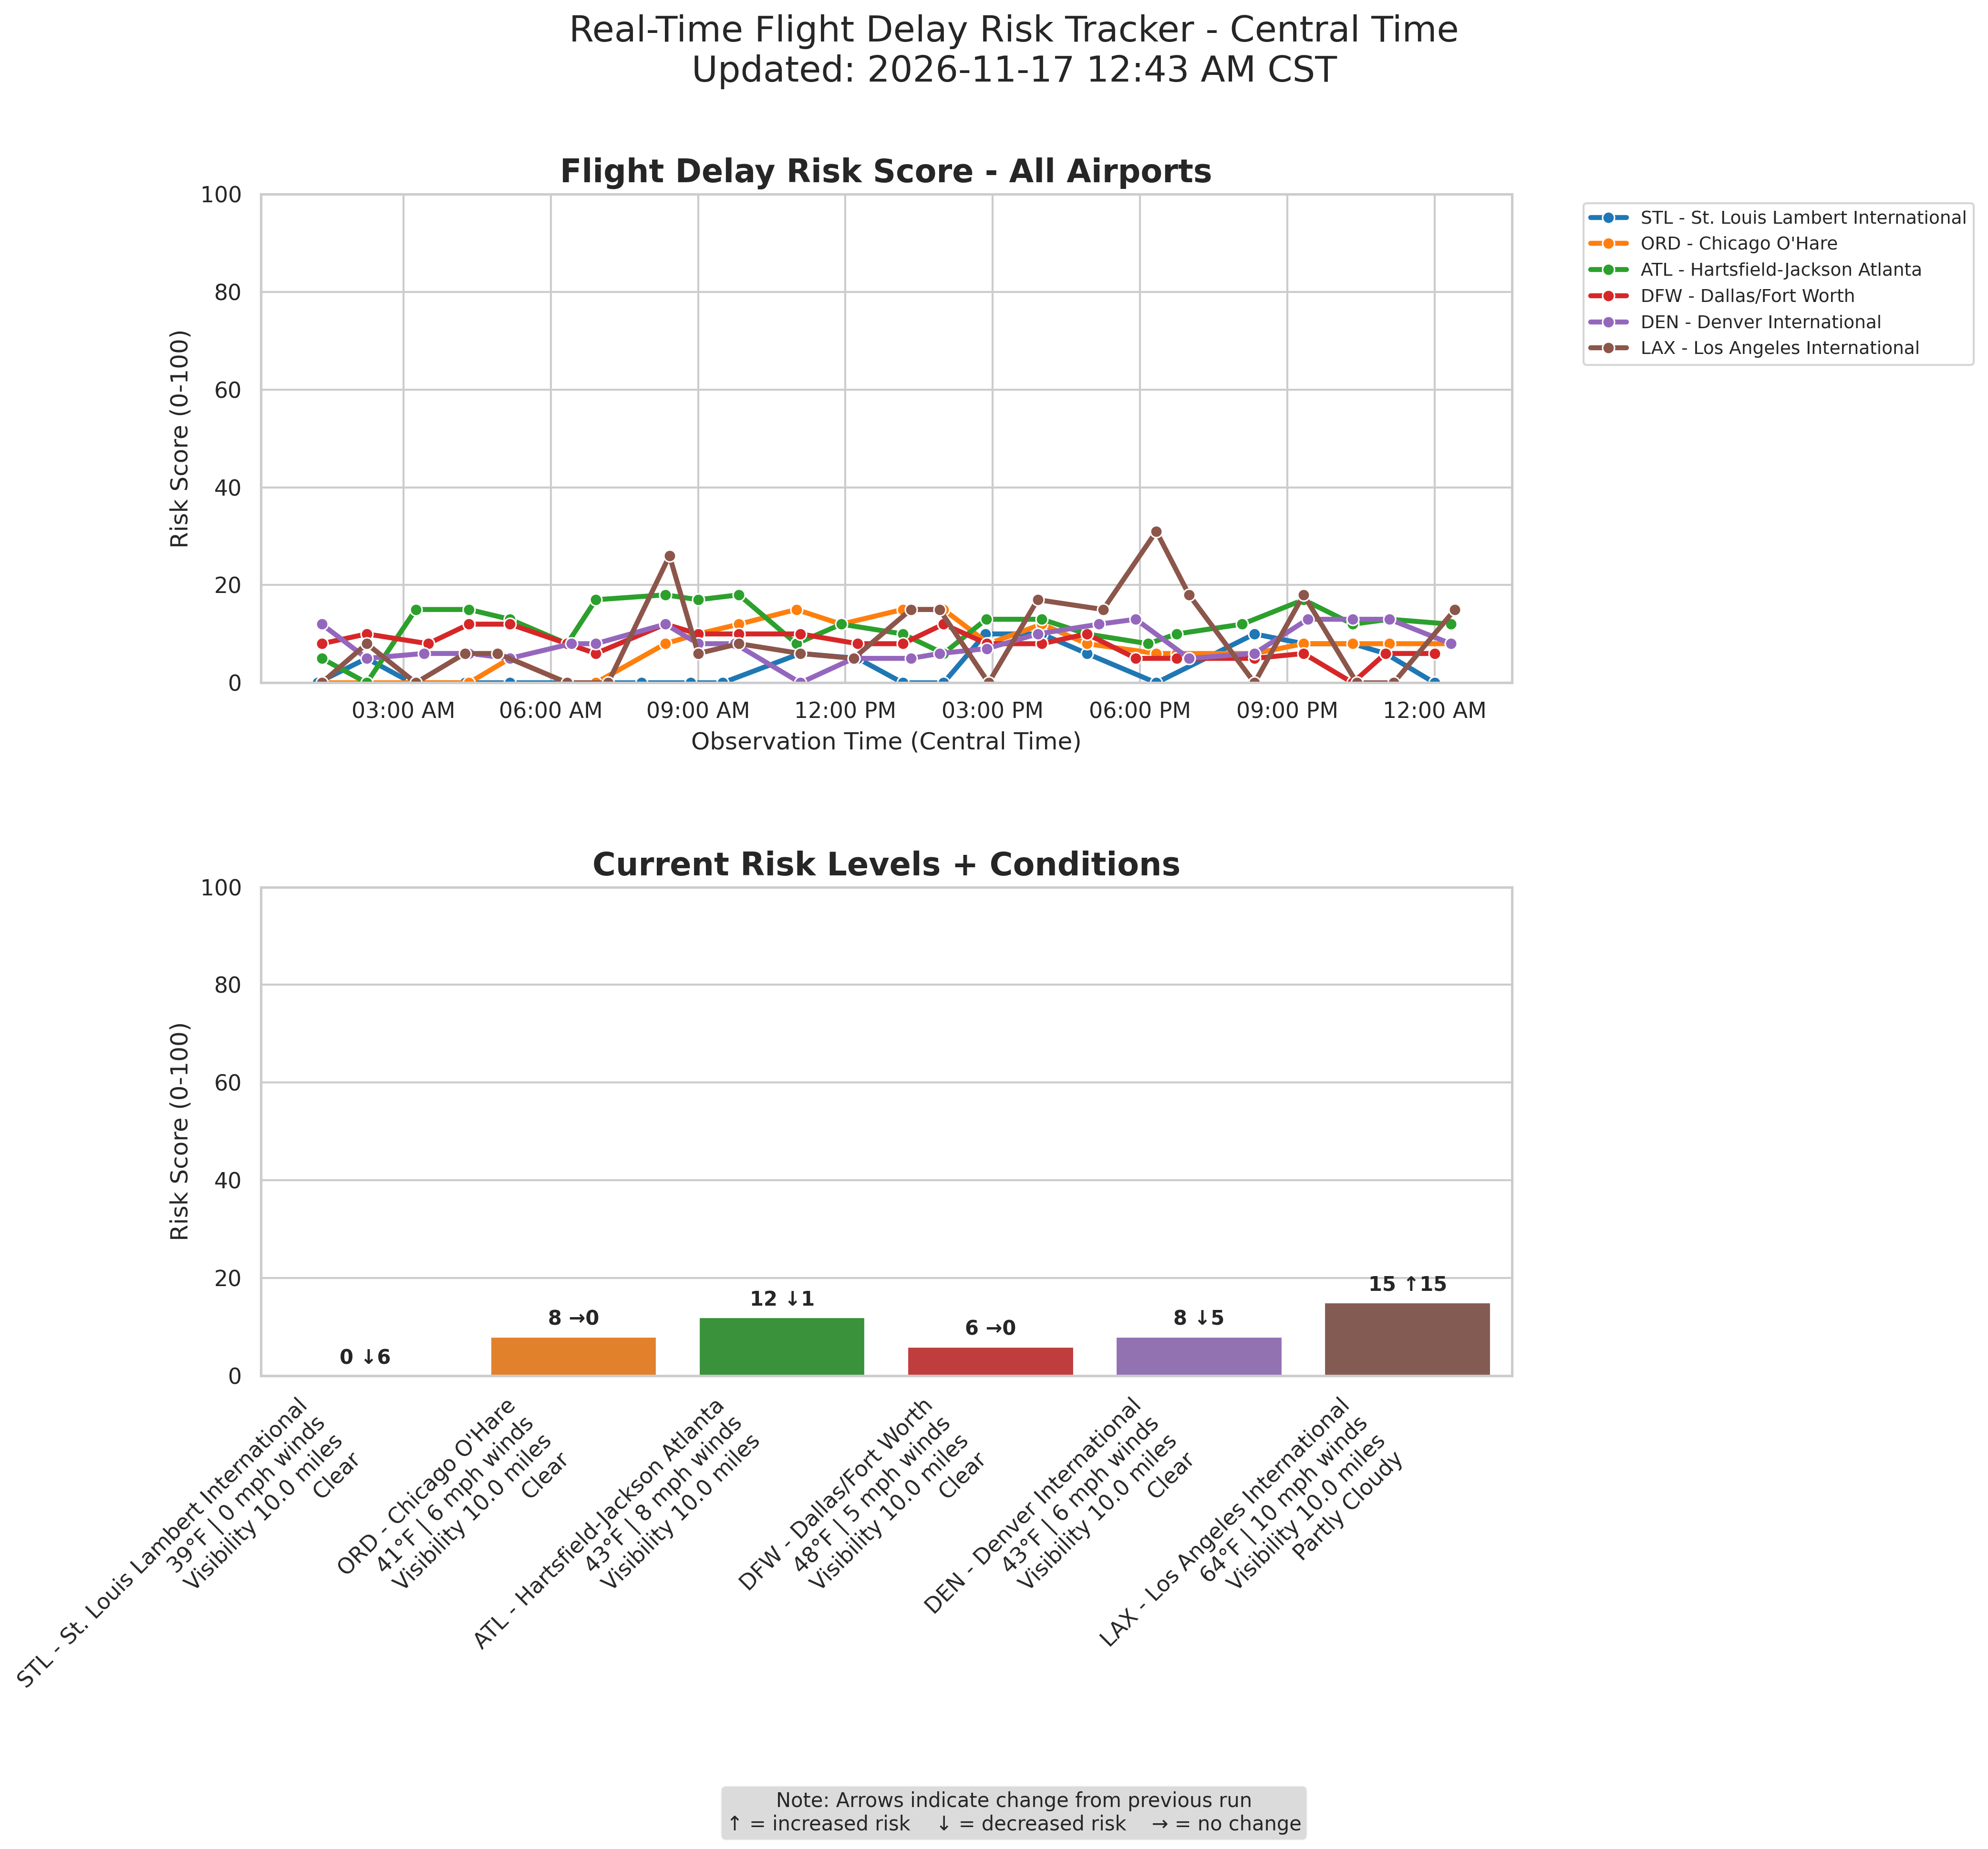 Real-Time Flight Delay Risk Tracker - Central Time
Updated: 2026-11-17 12:43 AM CST
Flight Delay Risk Score - All Airports
100
80
60
40
20
0
Risk Score (0-100)
03:00 AM
06:00 AM
09:00 AM
12:00 PM
03:00 PM
06:00 PM
09:00 PM
12:00 AM
Observation Time (Central Time)
STL - St. Louis Lambert International
ORD - Chicago O'Hare
ATL - Hartsfield-Jackson Atlanta
DFW - Dallas/Fort Worth
DEN - Denver International
LAX - Los Angeles International
Current Risk Levels + Conditions
100
80
60
40
20
0
Risk Score (0-100)
0 ↓6
8 →0
12 ↓1
6 →0
8 ↓5
15 ↑15
STL - St. Louis Lambert International
39°F | 0 mph winds
Visibility 10.0 miles
Clear
ORD - Chicago O'Hare
41°F | 6 mph winds
Visibility 10.0 miles
Clear
ATL - Hartsfield-Jackson Atlanta
43°F | 8 mph winds
Visibility 10.0 miles
DFW - Dallas/Fort Worth
48°F | 5 mph winds
Visibility 10.0 miles
Clear
DEN - Denver International
43°F | 6 mph winds
Visibility 10.0 miles
Clear
LAX - Los Angeles International
64°F | 10 mph winds
Visibility 10.0 miles
Partly Cloudy
Note: Arrows indicate change from previous run
↑ = increased risk ↓ = decreased risk → = no change